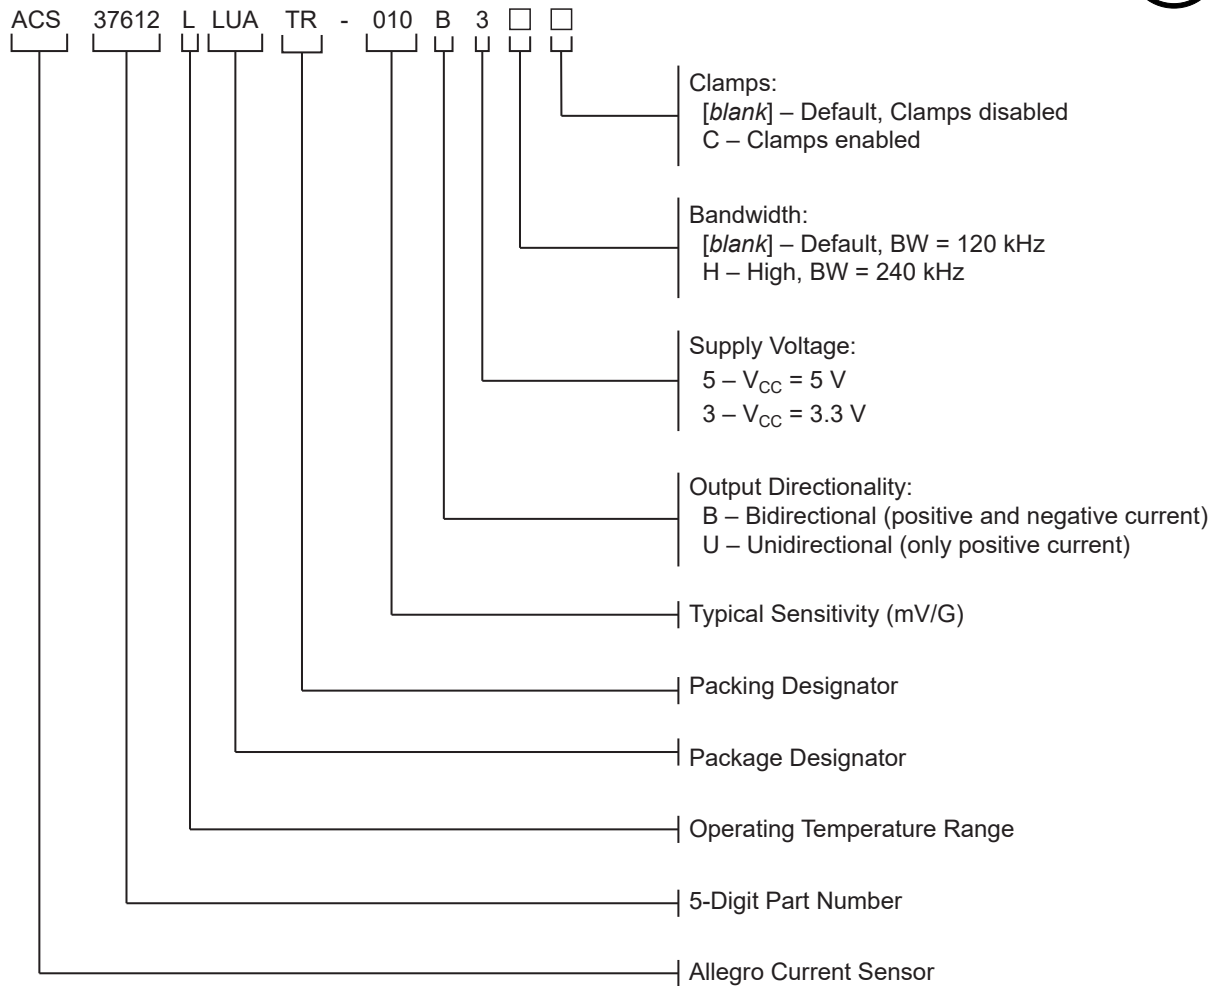 ACS 37612 L LUA TR - 010 B 3 □ □
Clamps:
[blank] – Default, Clamps disabled
C – Clamps enabled
Bandwidth:
[blank] – Default, BW = 120 kHz
H – High, BW = 240 kHz
Supply Voltage:
5 – VCC = 5 V
3 – VCC = 3.3 V
Output Directionality:
B – Bidirectional (positive and negative current)
U – Unidirectional (only positive current)
Typical Sensitivity (mV/G)
Packing Designator
Package Designator
Operating Temperature Range
5-Digit Part Number
Allegro Current Sensor